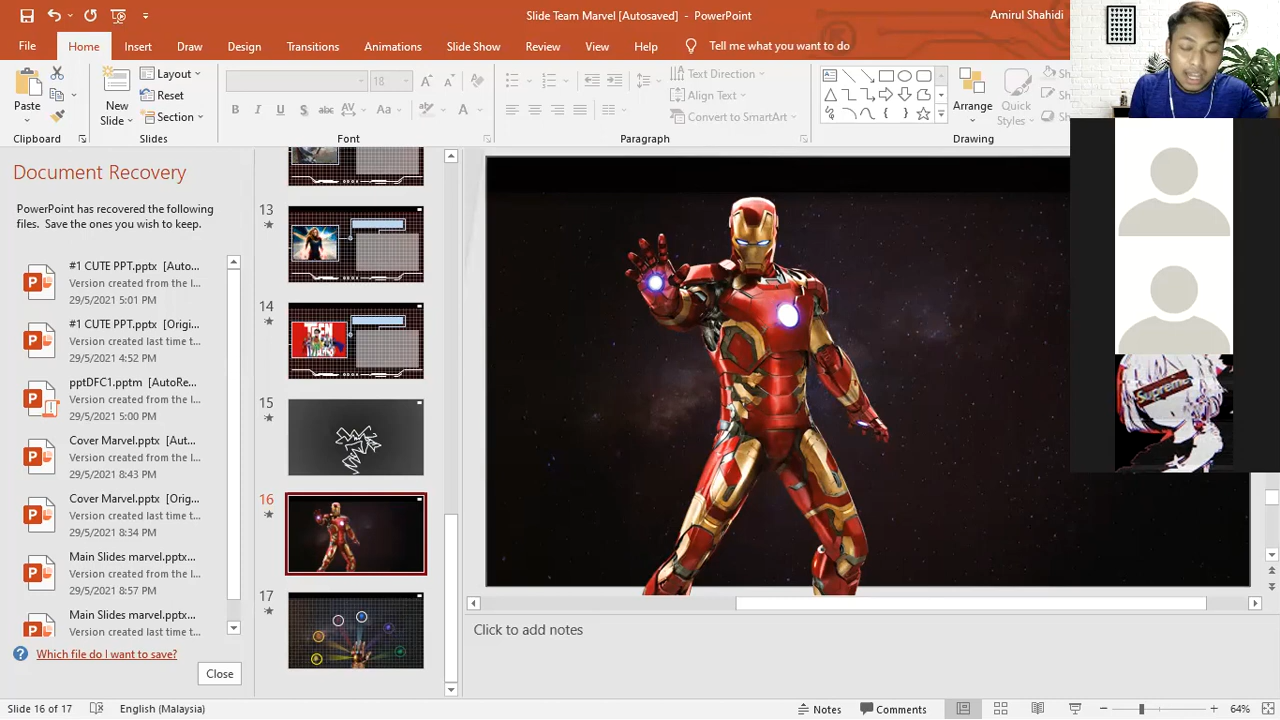 Slide Team Marvel [Autosaved] - PowerPoint
Amirul Shahidi
File
Home
Insert
Draw
Design
Transitions
Animations
Slide Show
Review
View
Help
Tell me what you want to do
Paste
New
Slide
Layout
Reset
Section
18
B
I
U
S
abc
AV
Aa
A
Text Direction
Align Text
Convert to SmartArt
Arrange
Quick
Styles
Clipboard
Slides
Font
Paragraph
Drawing
Document Recovery
PowerPoint has recovered the following
files. Save the ones you wish to keep.
#1 CUTE PPT.pptx [Auto...
Version created from the l...
29/5/2021 5:01 PM
#1 CUTE PPT.pptx [Origi...
Version created last time t...
29/5/2021 4:52 PM
pptDFC1.pptm [AutoRe...
Version created from the l...
29/5/2021 5:00 PM
Cover Marvel.pptx [Aut...
Version created from the l...
29/5/2021 8:43 PM
Cover Marvel.pptx [Orig...
Version created last time t...
29/5/2021 8:34 PM
Main Slides marvel.pptx...
Version created from the l...
29/5/2021 8:57 PM
Main Slides marvel.pptx...
Version created last time t...
Which file do I want to save?
Close
13
14
TEEN
15
16
17
Supreme
Click to add notes
Slide 16 of 17
English (Malaysia)
Notes
Comments
64%